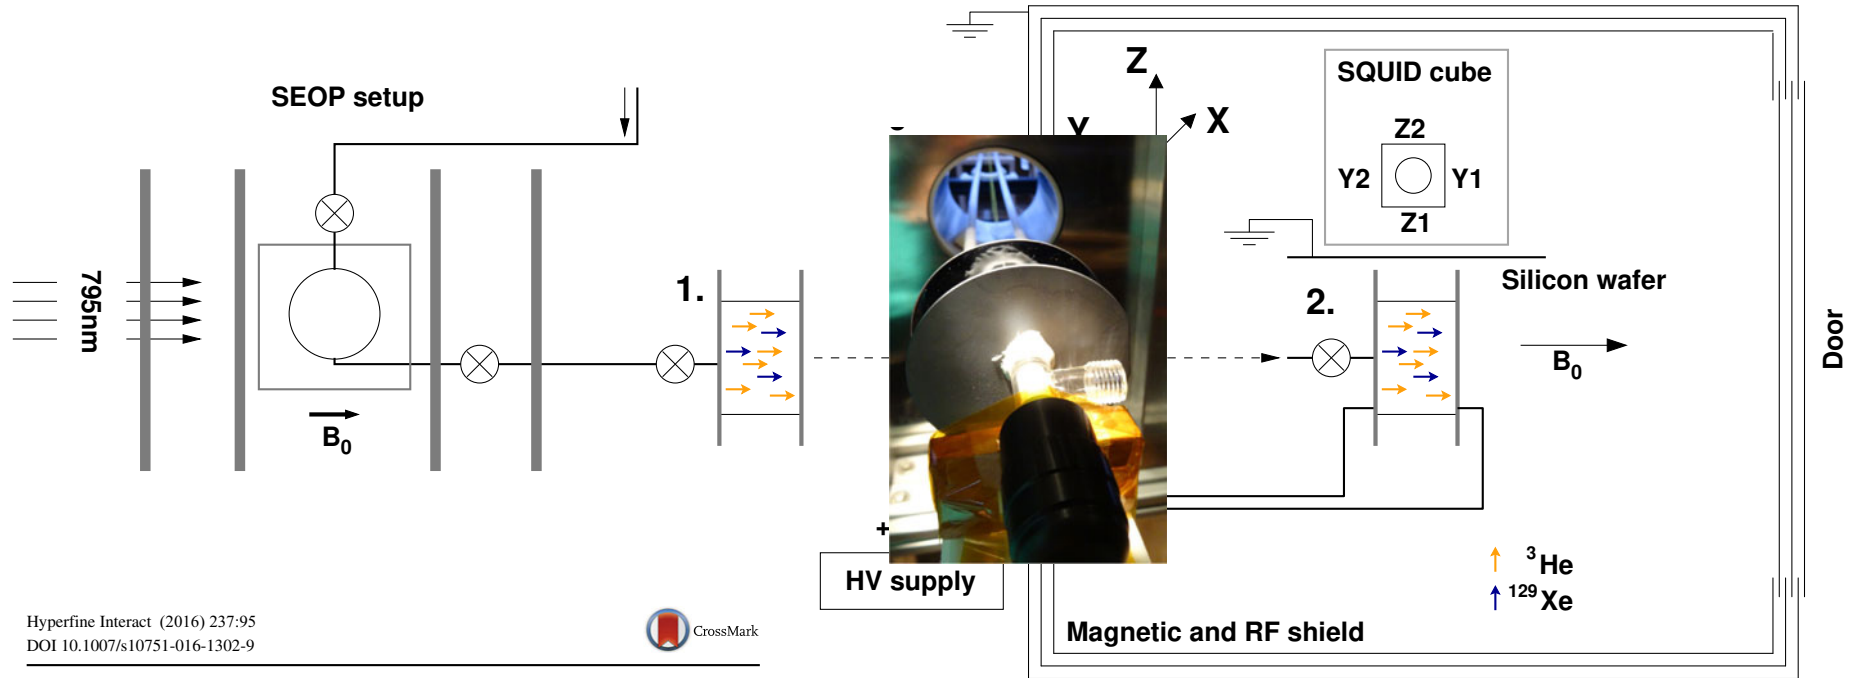 SEOP setup
Z
X
Y
SQUID cube
Z2
Y2
Y1
Z1
795nm
1.
2.
Silicon wafer
B0
B0
Door
+
HV supply
3He
129Xe
Magnetic and RF shield
Hyperfine Interact (2016) 237:95
DOI 10.1007/s10751-016-1302-9
CrossMark